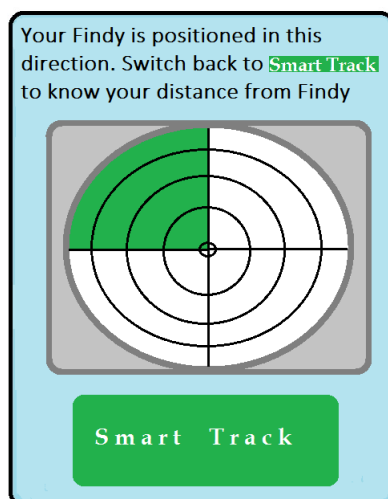 Your Findy is positioned in this
direction. Switch back to Smart Track
to know your distance from Findy
Smart Track